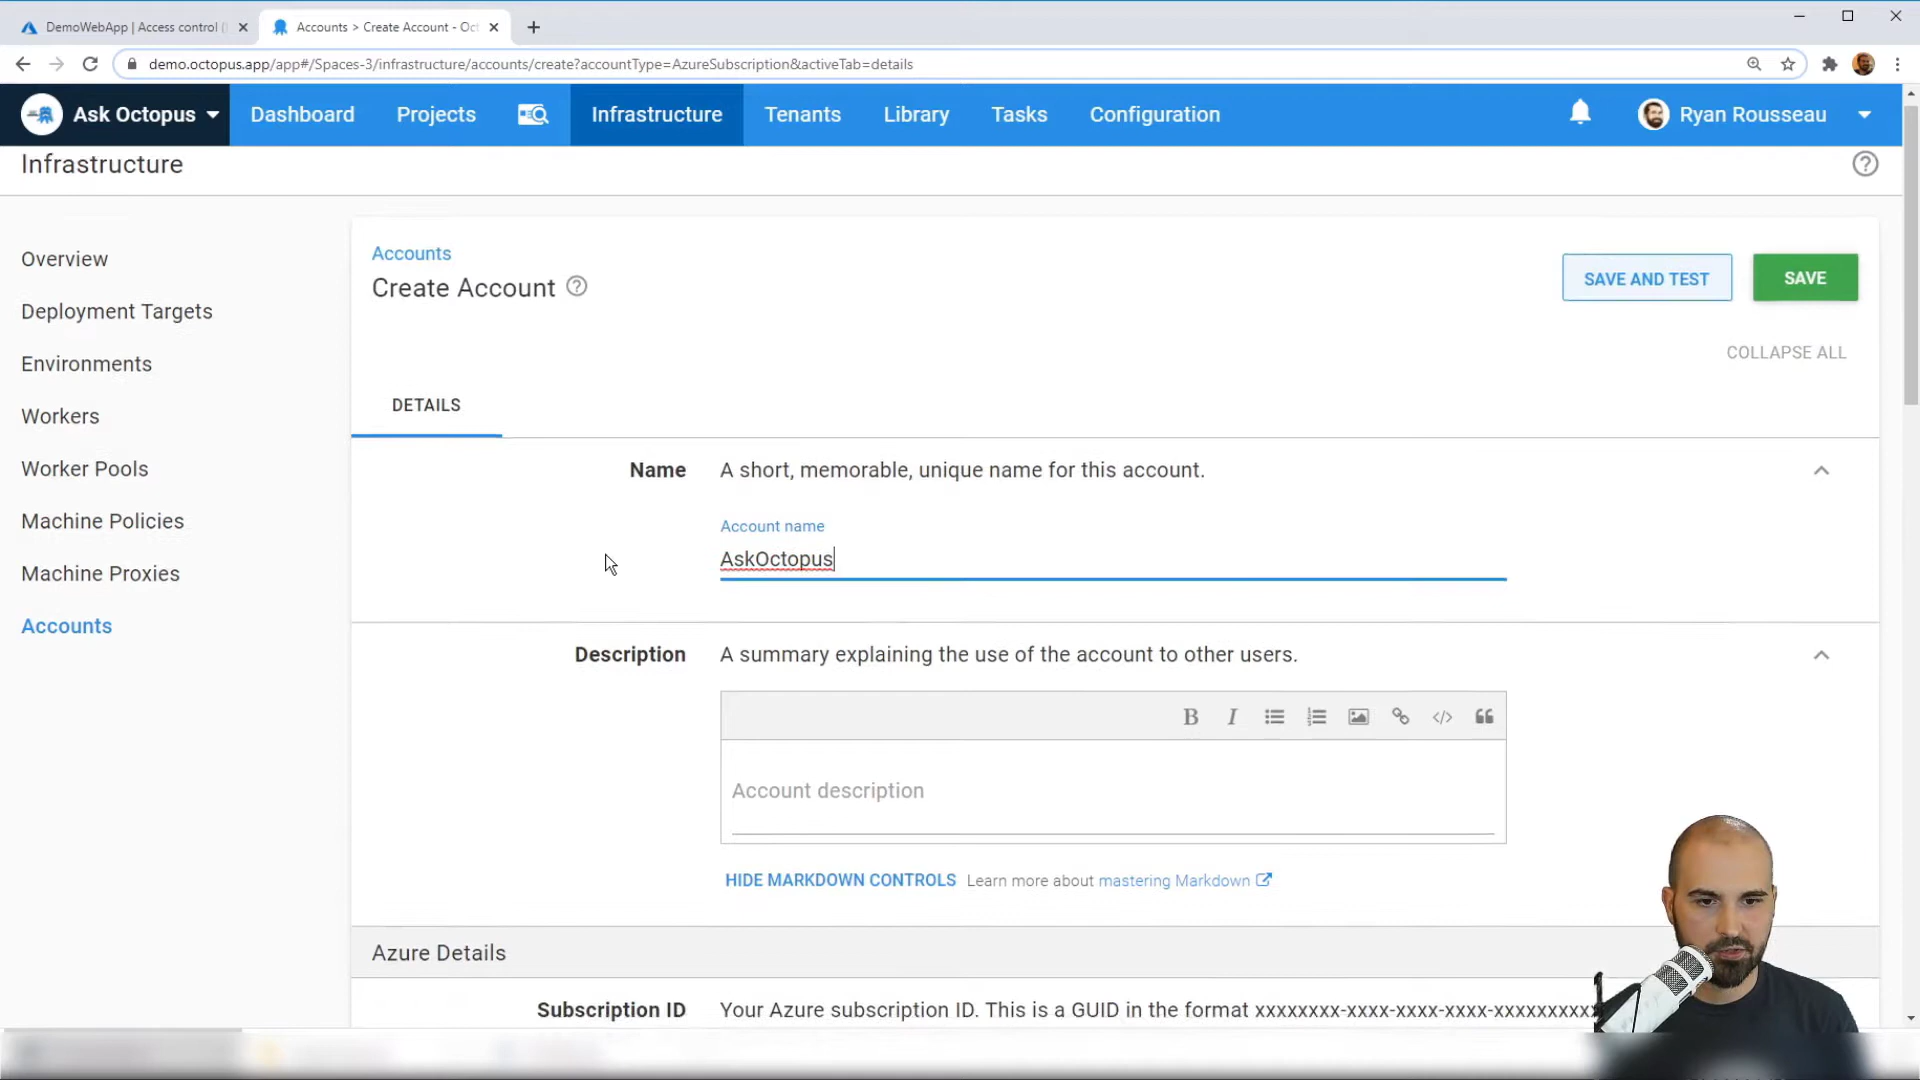 DemoWebApp | Access control (
Accounts > Create Account - Oct
demo.octopus.app/app#/Spaces-3/infrastructure/accounts/create?accountType=AzureSubscription&activeTab=details
Ask Octopus Dashboard Projects Infrastructure Tenants Library Tasks Configuration Ryan Rousseau
Infrastructure
Overview
Deployment Targets
Environments
Workers
Worker Pools
Machine Policies
Machine Proxies
Accounts
Accounts
Create Account
SAVE AND TEST SAVE
COLLAPSE ALL
DETAILS
Name A short, memorable, unique name for this account.
Account name
AskOctopus
Description A summary explaining the use of the account to other users.
Account description
HIDE MARKDOWN CONTROLS Learn more about mastering Markdown
Azure Details
Subscription ID Your Azure subscription ID. This is a GUID in the format xxxxxxxx-xxxx-xxxx-xxxx-xxxxxxxxxx